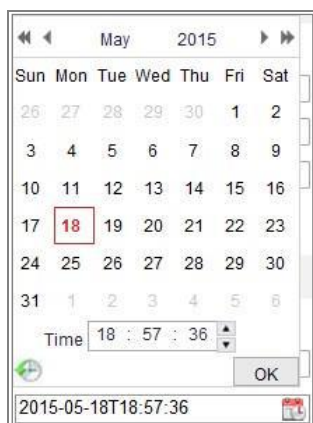 May 2015
Sun Mon Tue Wed Thu Fri Sat
26 27 28 29 30 1 2
3 4 5 6 7 8 9
10 11 12 13 14 15 16
17 18 19 20 21 22 23
24 25 26 27 28 29 30
31 1 2 3 4 5 6
Time 18 : 57 : 36
OK
2015-05-18T18:57:36